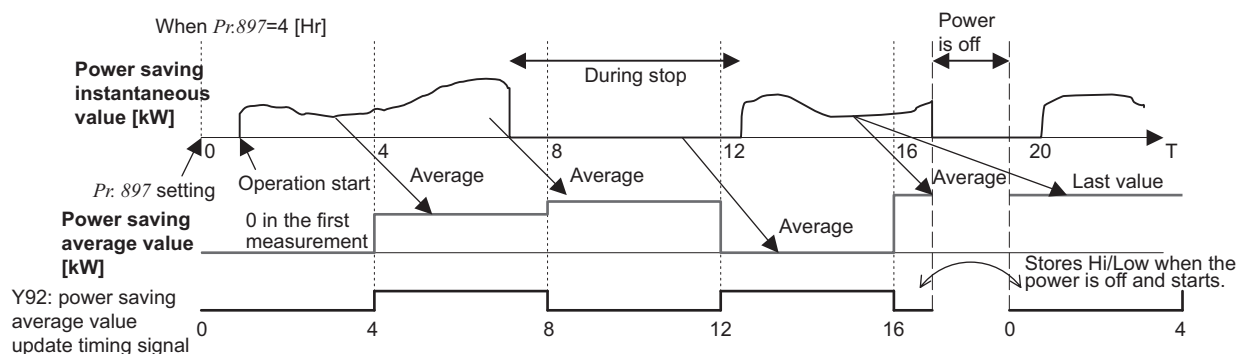 When Pr.897=4 [Hr]
Power
is off
Power saving
instantaneous
value [kW]
During stop
0
4
8
12
16
20
T
Pr. 897 setting
Operation start
Average
Average
Average
Last value
Power saving
average value
[kW]
0 in the first
measurement
Average
Stores Hi/Low when the
power is off and starts.
Y92: power saving
average value
update timing signal
0
4
8
12
16
0
4